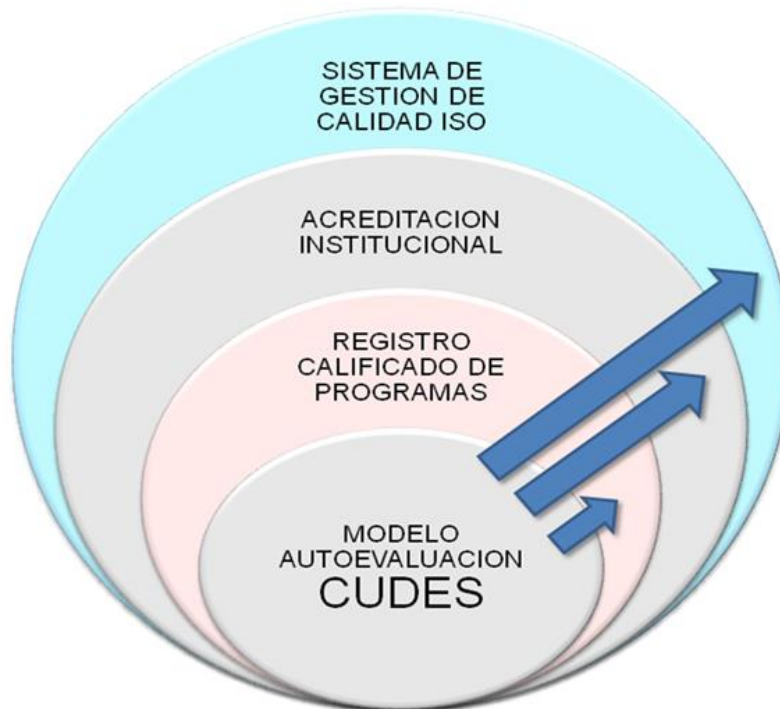 SISTEMA DE
GESTION DE
CALIDAD ISO
ACREDITACION
INSTITUCIONAL
REGISTRO
CALIFICADO DE
PROGRAMAS
MODELO
AUTOEVALUACION
CUDES